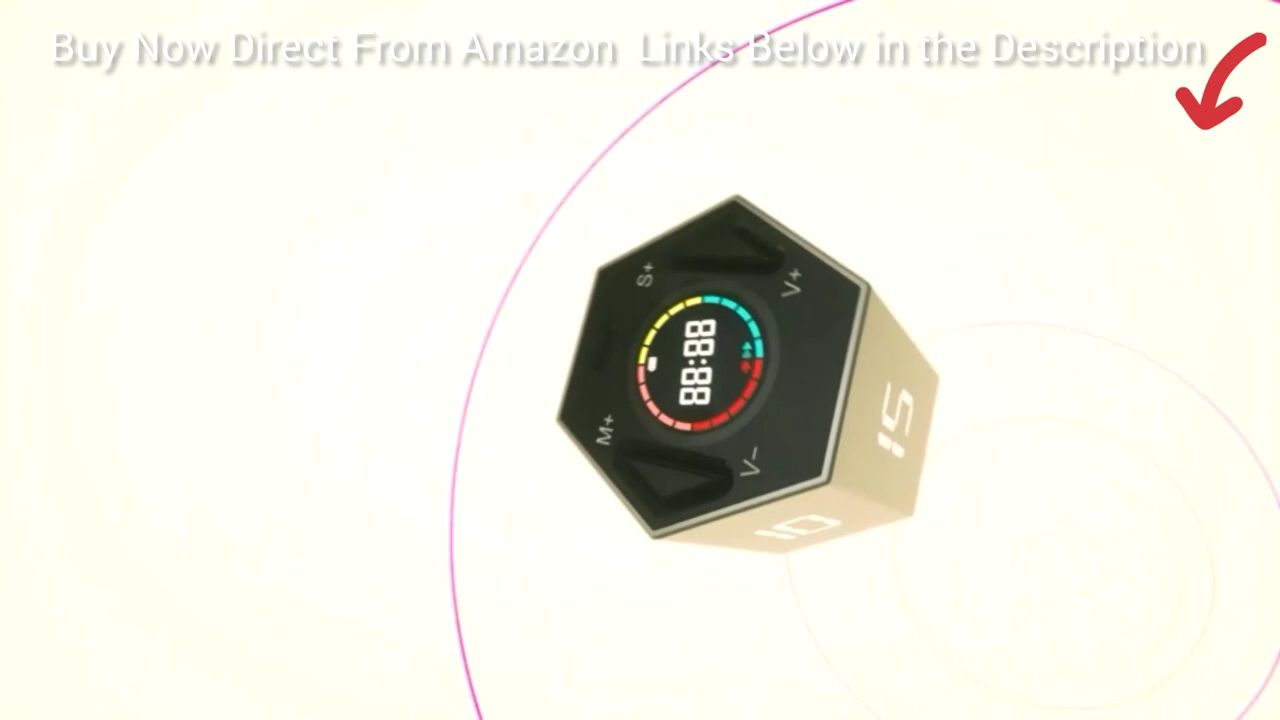 Buy Now Direct From Amazon  Links Below in the Description
S+
V+
88:88
M+
V-
15
10